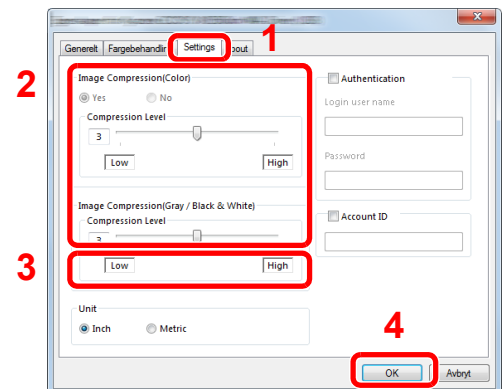 1
Generelt Fargebehandlin Settings bout
2
Image Compression(Color)
Yes No
Compression Level
3
Low High
Image Compression(Gray / Black & White)
Compression Level
3
3
Low High
Authentication
Login user name
Password
Account ID
Unit
Inch Metric
4
OK Avbryt